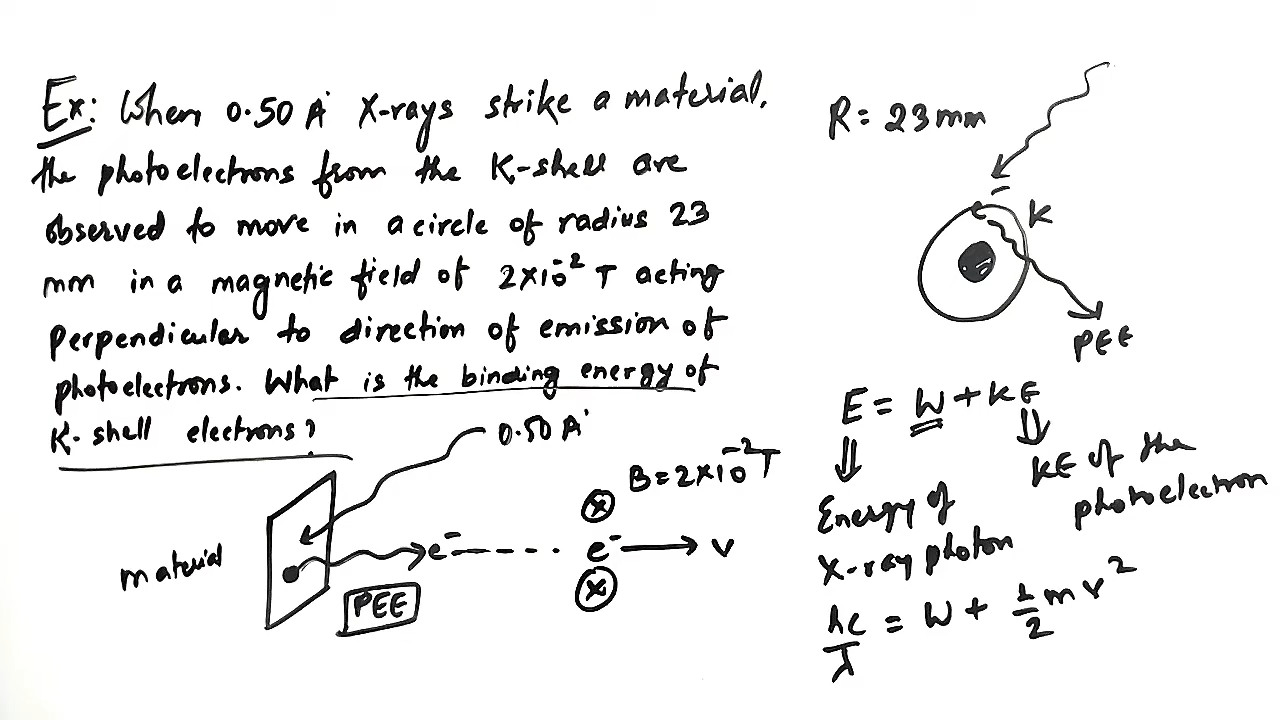 Ex: When 0.50 A° X-rays strike a material,
the photoelectrons from the K-shell are
observed to move in a circle of radius 23
mm in a magnetic field of 2×10⁻² T acting
perpendicular to direction of emission of
photoelectrons. What is the binding energy of
K-shell electrons?
0.50 A°
B = 2×10⁻² T
material
e⁻
e⁻
v
PEE
R = 23 mm
e⁻
K
PEE
E = W + KE
KE of the
photoelectron
Energy of
X-ray photon
hc/λ = W + 1/2 mv²